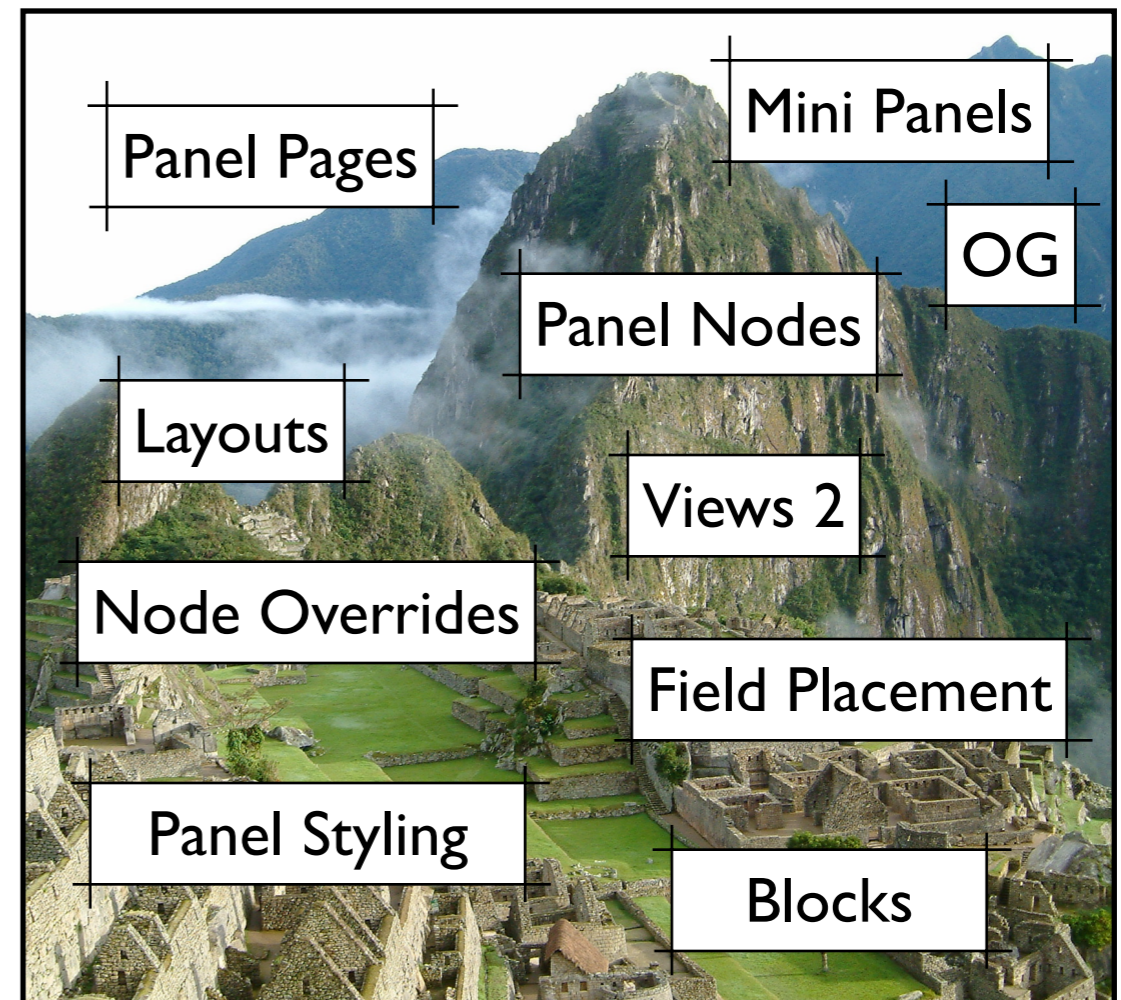 Mini Panels
Panel Pages
OG
Panel Nodes
Layouts
Views 2
Node Overrides
Field Placement
Panel Styling
Blocks